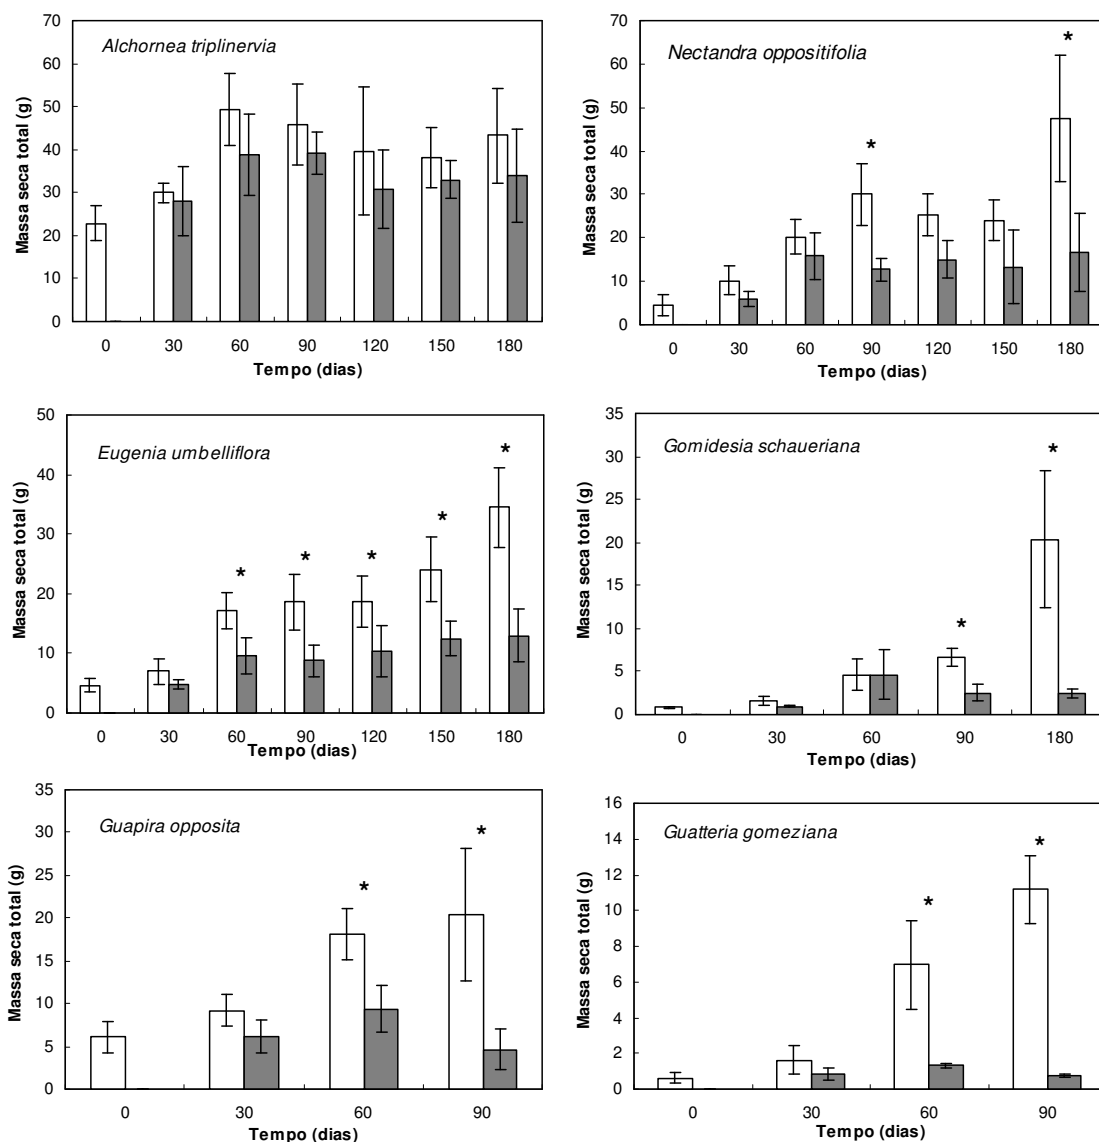 Alchornea triplinervia
Massa seca total (g)
70
60
50
40
30
20
10
0
0 30 60 90 120 150 180
Tempo (dias)
Nectandra oppositifolia
Massa seca total (g)
70
60
50
40
30
20
10
0
* *
0 30 60 90 120 150 180
Tempo (dias)
Eugenia umbelliflora
Massa seca total (g)
50
40
30
20
10
0
* * * * *
0 30 60 90 120 150 180
Tempo (dias)
Gomidesia schaueriana
Massa seca total (g)
35
30
25
20
15
10
5
0
* *
0 30 60 90 180
Tempo (dias)
Guapira opposita
Massa seca total (g)
35
30
25
20
15
10
5
0
* *
0 30 60 90
Tempo (dias)
Guatteria gomeziana
Massa seca total (g)
16
14
12
10
8
6
4
2
0
* *
0 30 60 90
Tempo (dias)